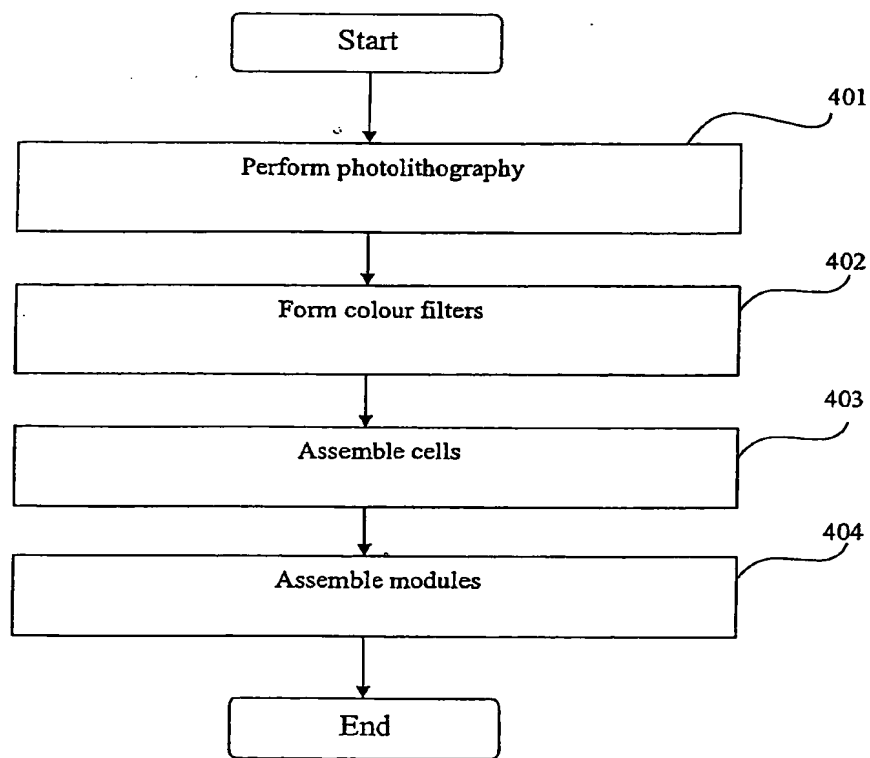 Start
401
Perform photolithography
402
Form colour filters
403
Assemble cells
404
Assemble modules
End